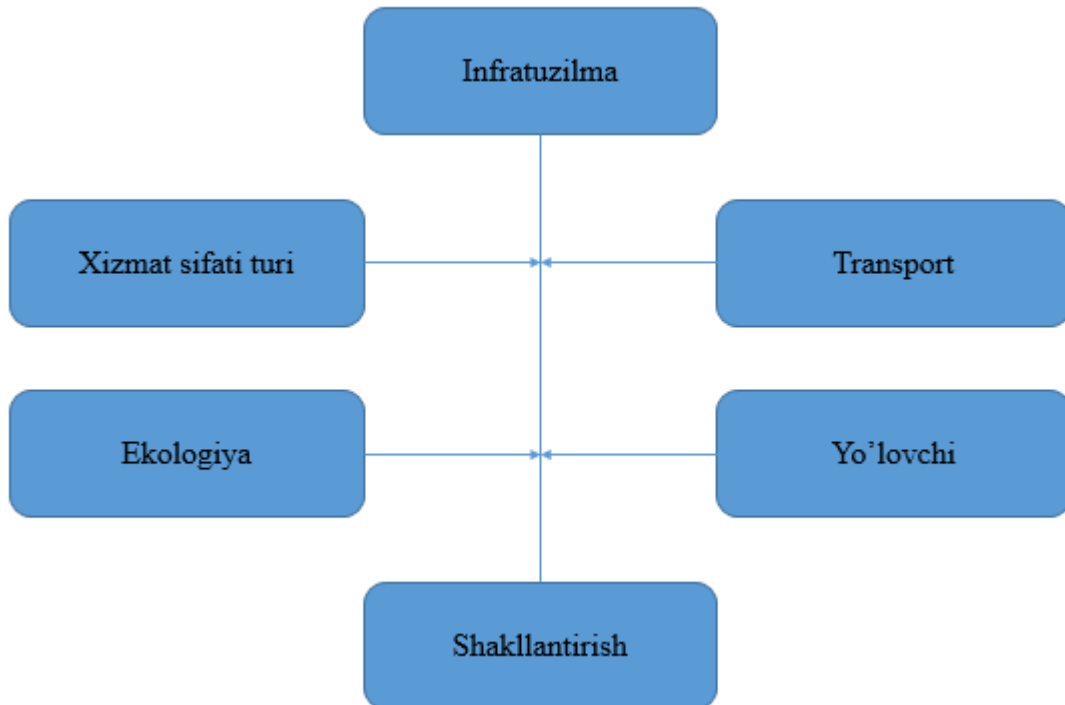 Infratuzilma
Xizmat sifati turi
Transport
Ekologiya
Yo’lovchi
Shakllantirish